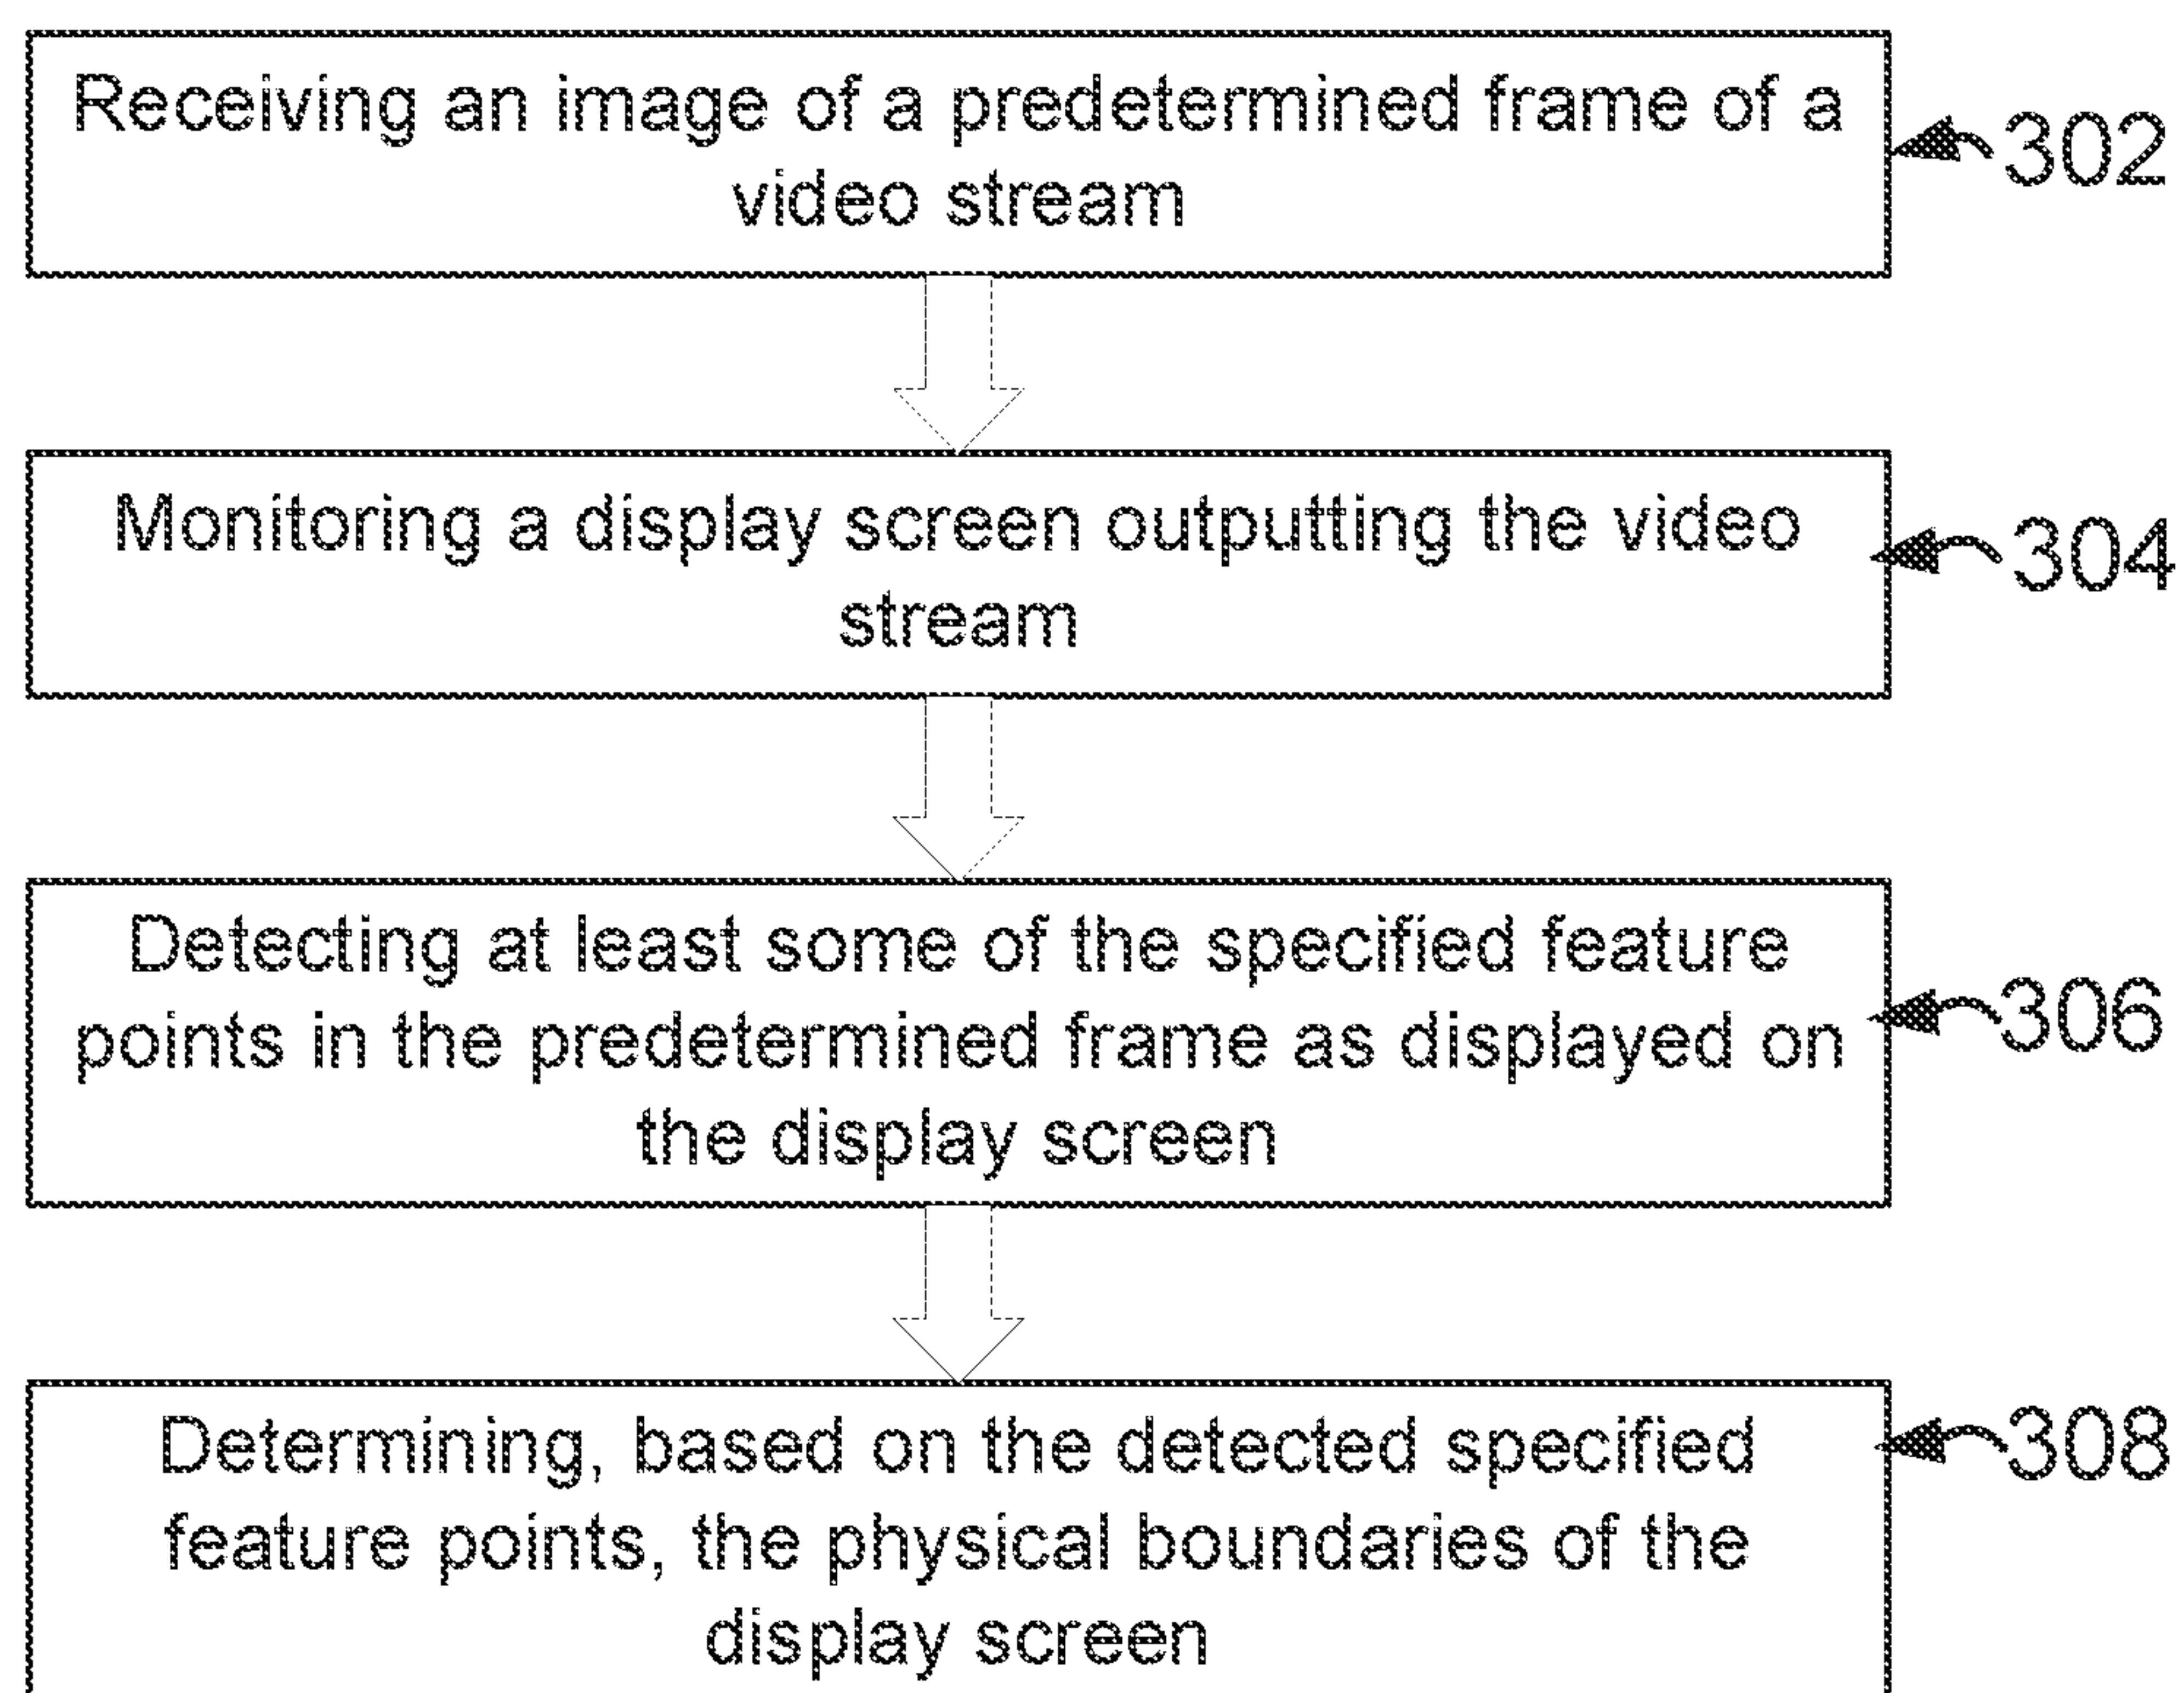 Receiving an image of a predetermined frame of a
video stream
302
Monitoring a display screen outputting the video
stream
304
Detecting at least some of the specified feature
points in the predetermined frame as displayed on
the display screen
306
Determining, based on the detected specified
feature points, the physical boundaries of the
display screen
308